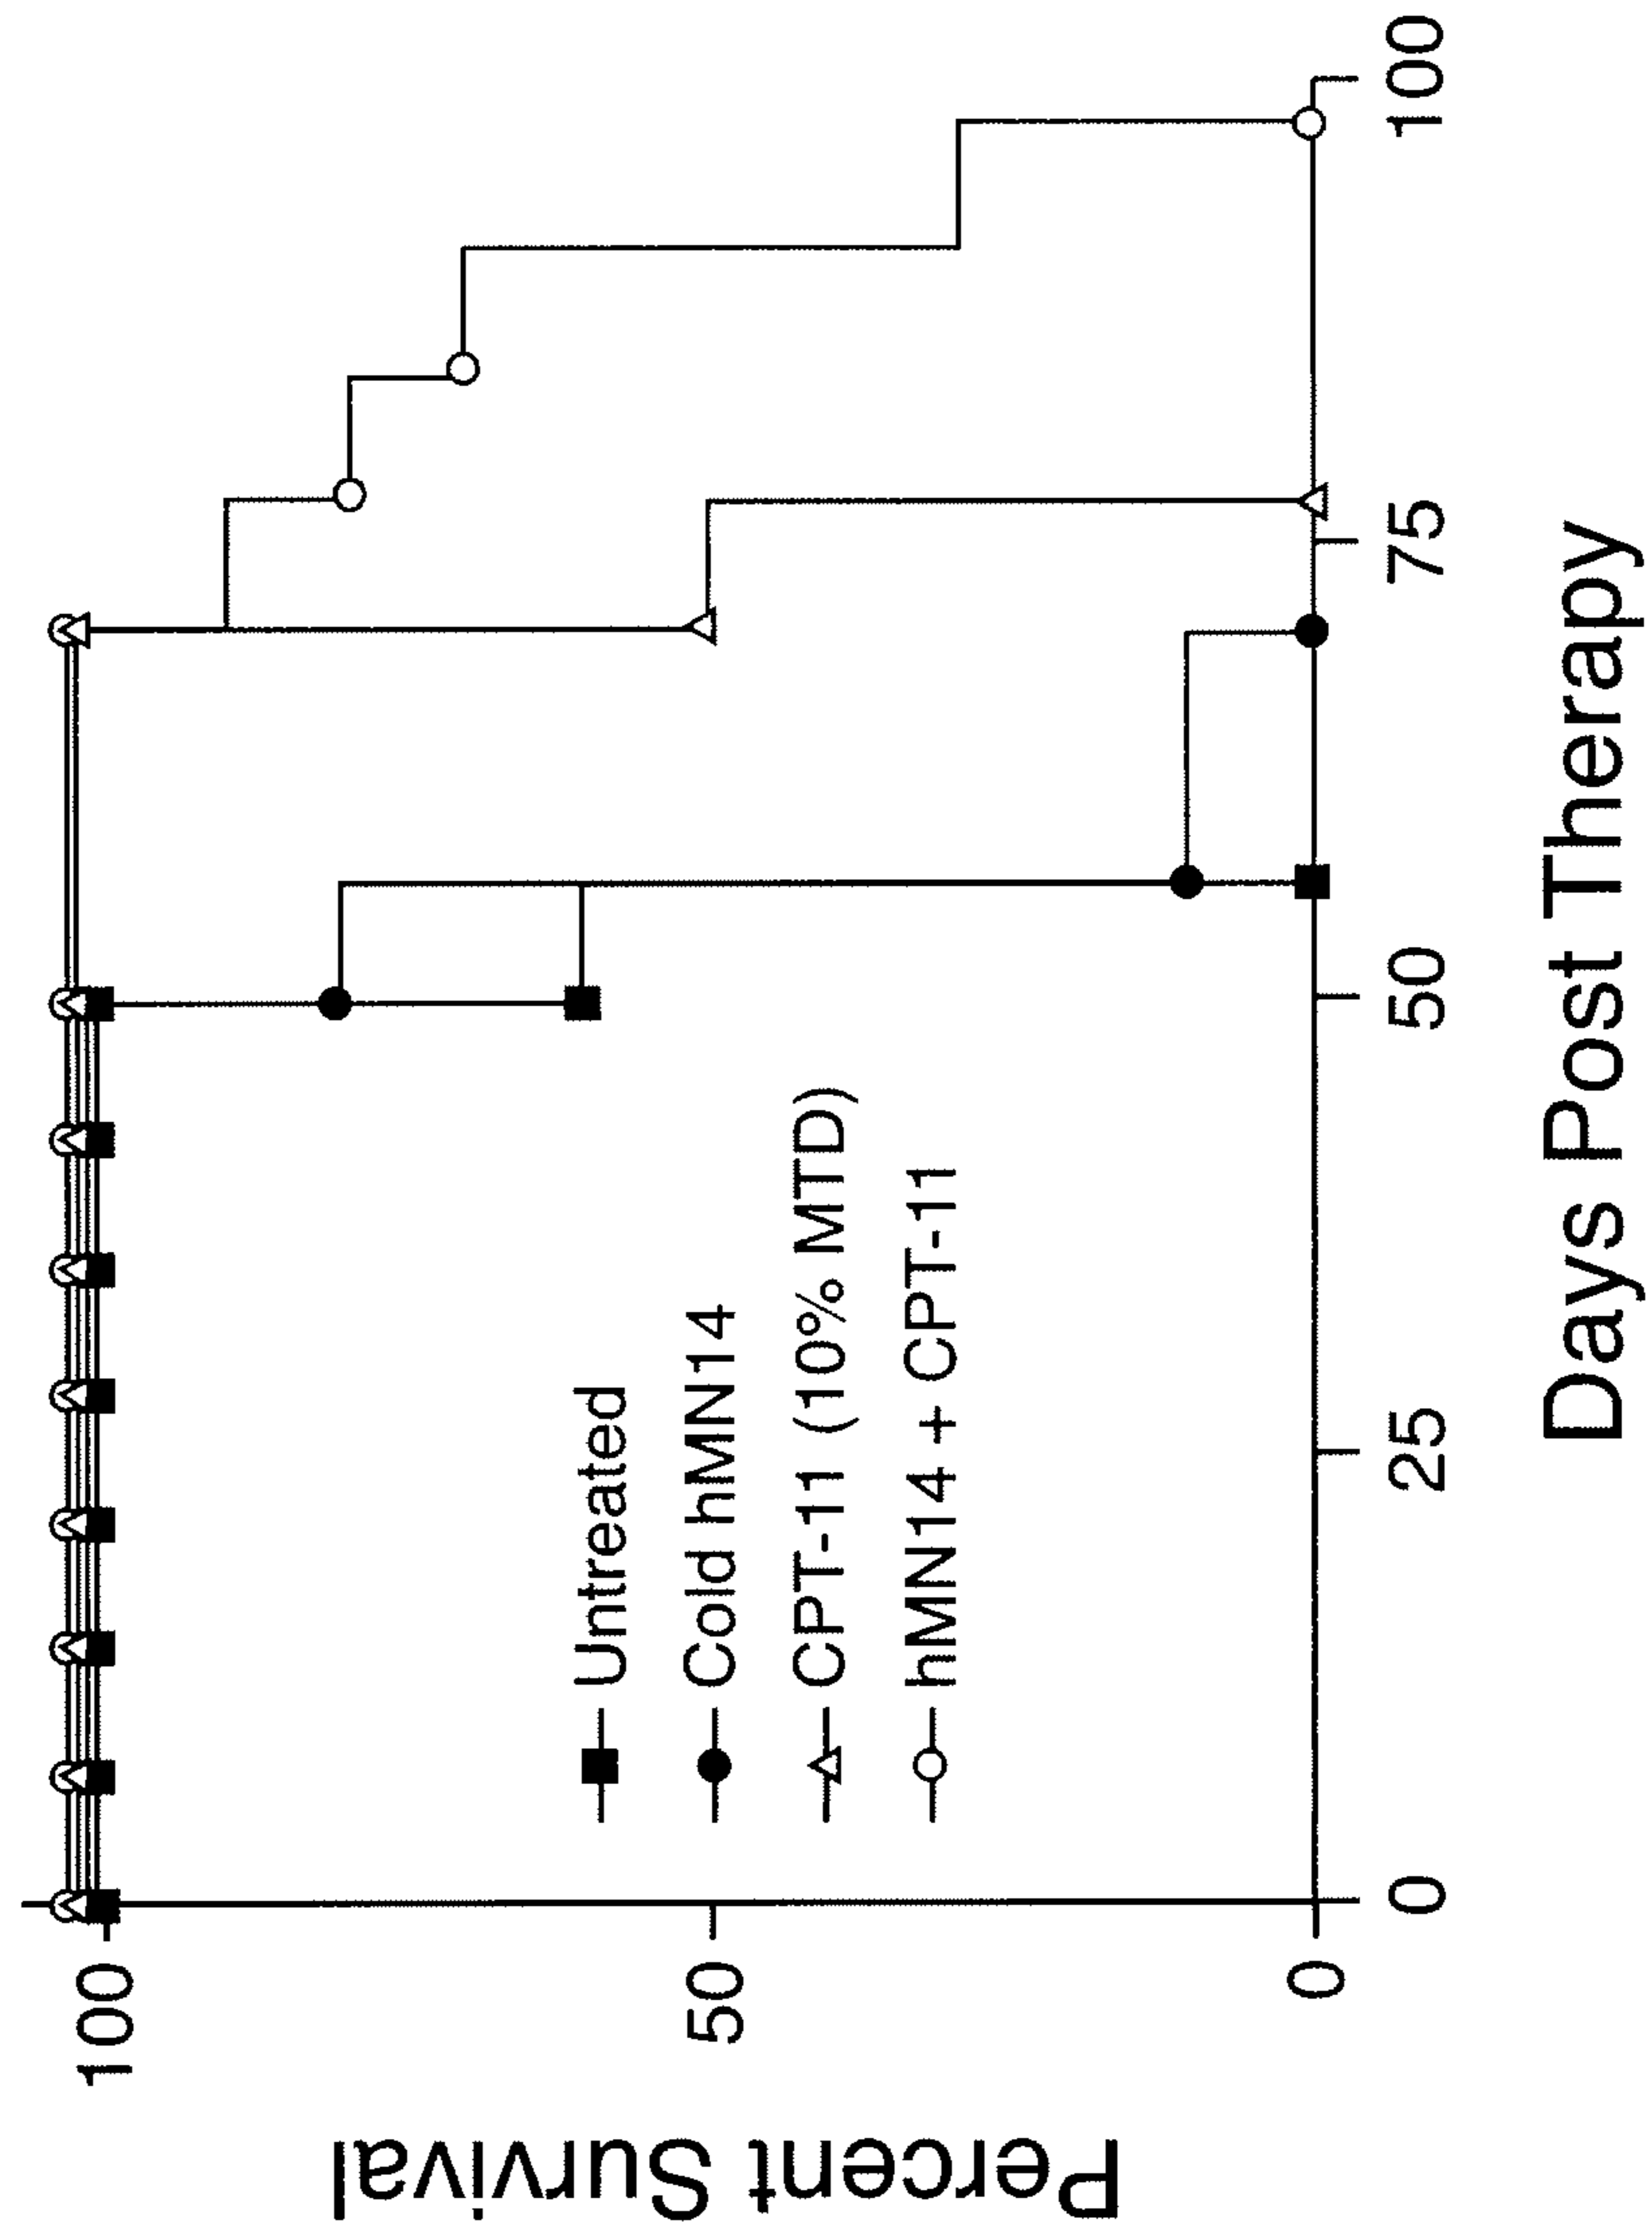 Percent Survival
100
50
0
Untreated
Cold hMN14
CPT-11 (10% MTD)
hMN14 + CPT-11
0
25
50
75
100
Days Post Therapy